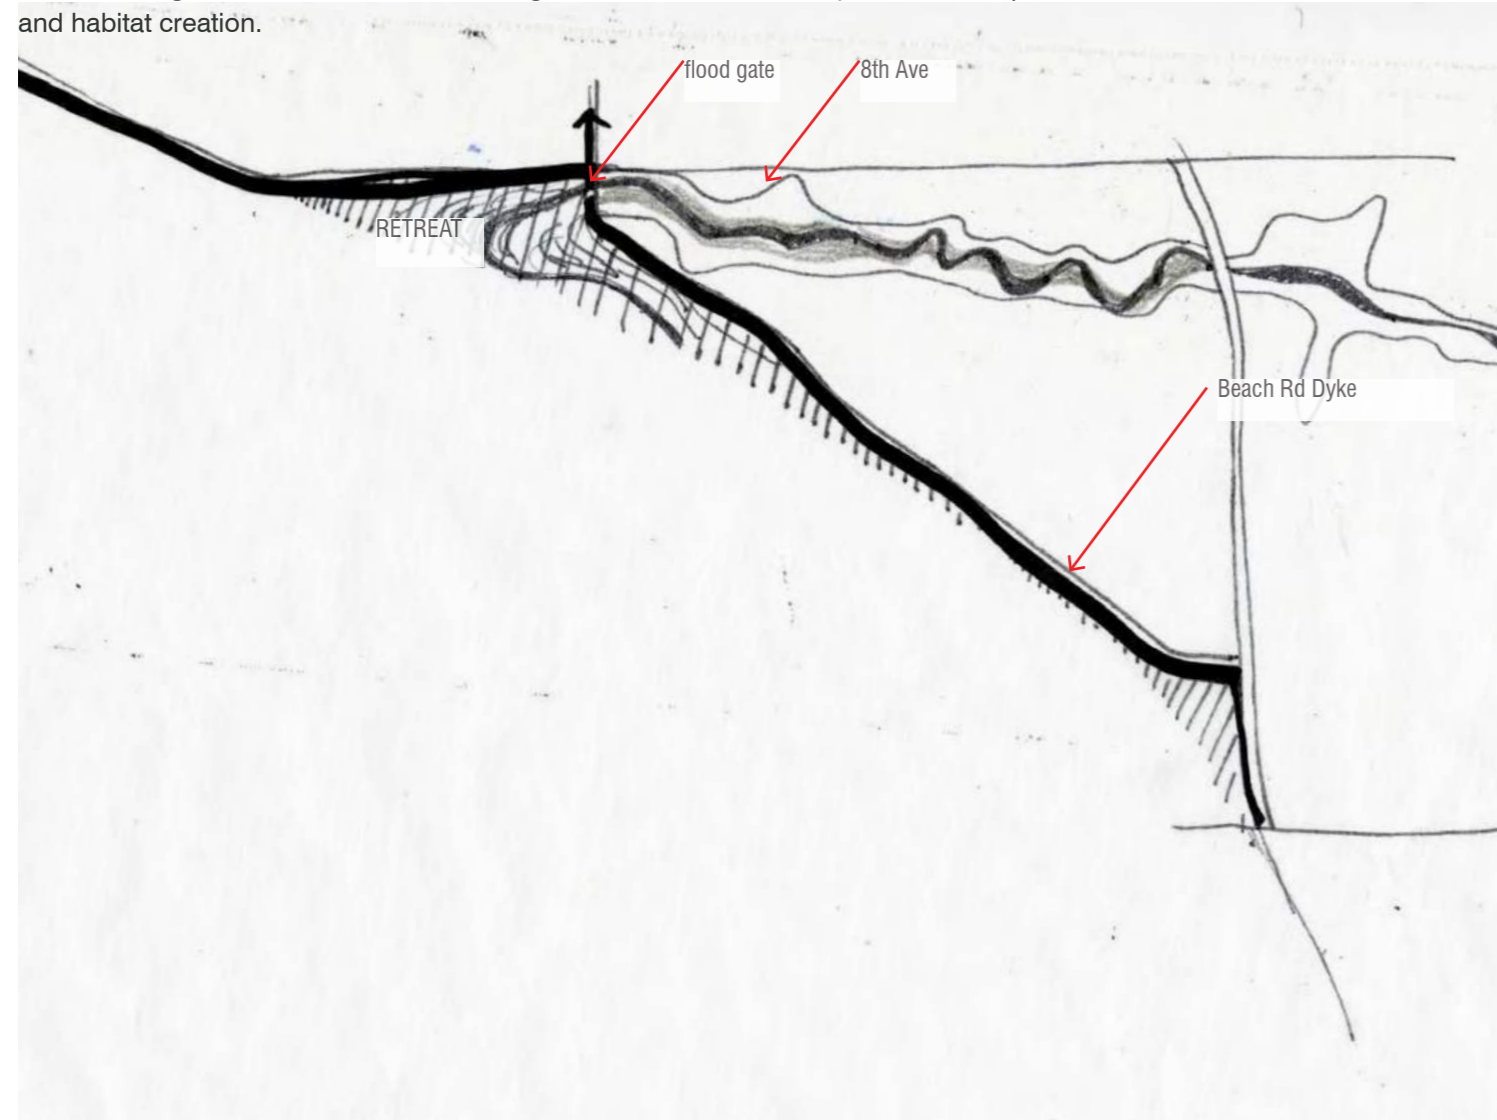 and habitat creation.
flood gate
8th Ave
RETREAT
Beach Rd Dyke